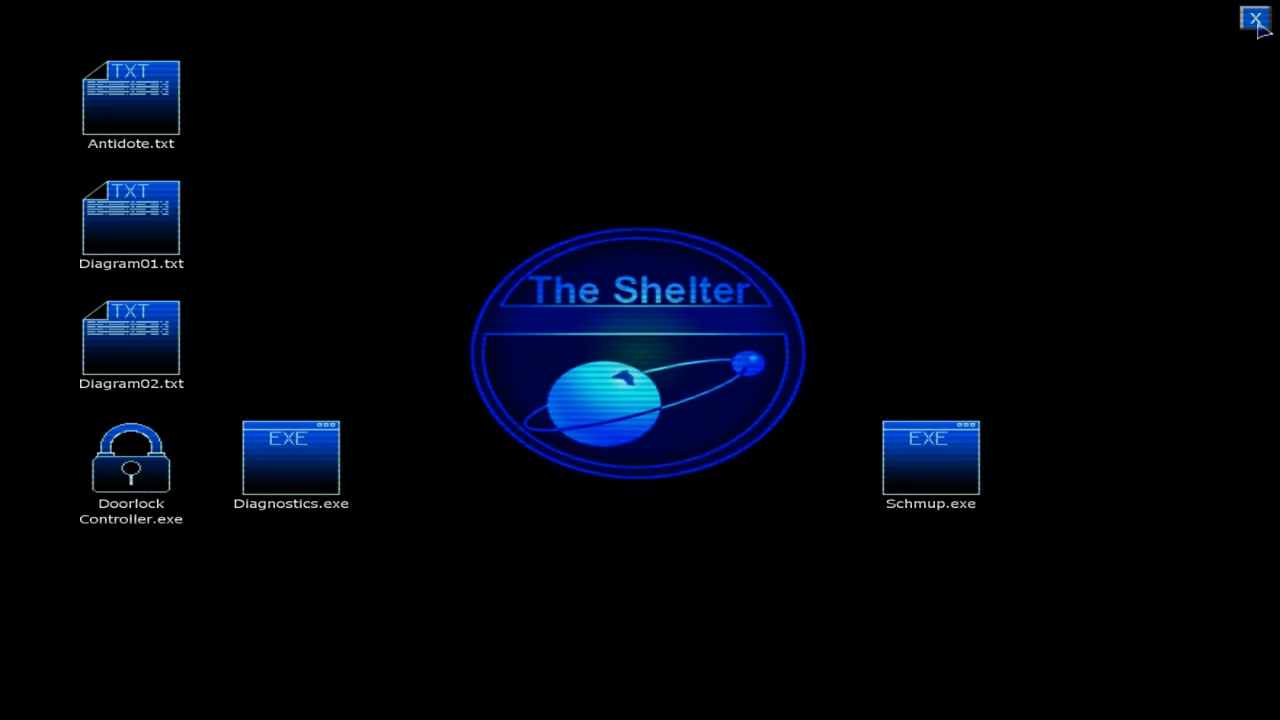 X
TXT
Antidote.txt
TXT
Diagram01.txt
The Shelter
TXT
Diagram02.txt
EXE
EXE
Doorlock
Controller.exe
Diagnostics.exe
Schmup.exe